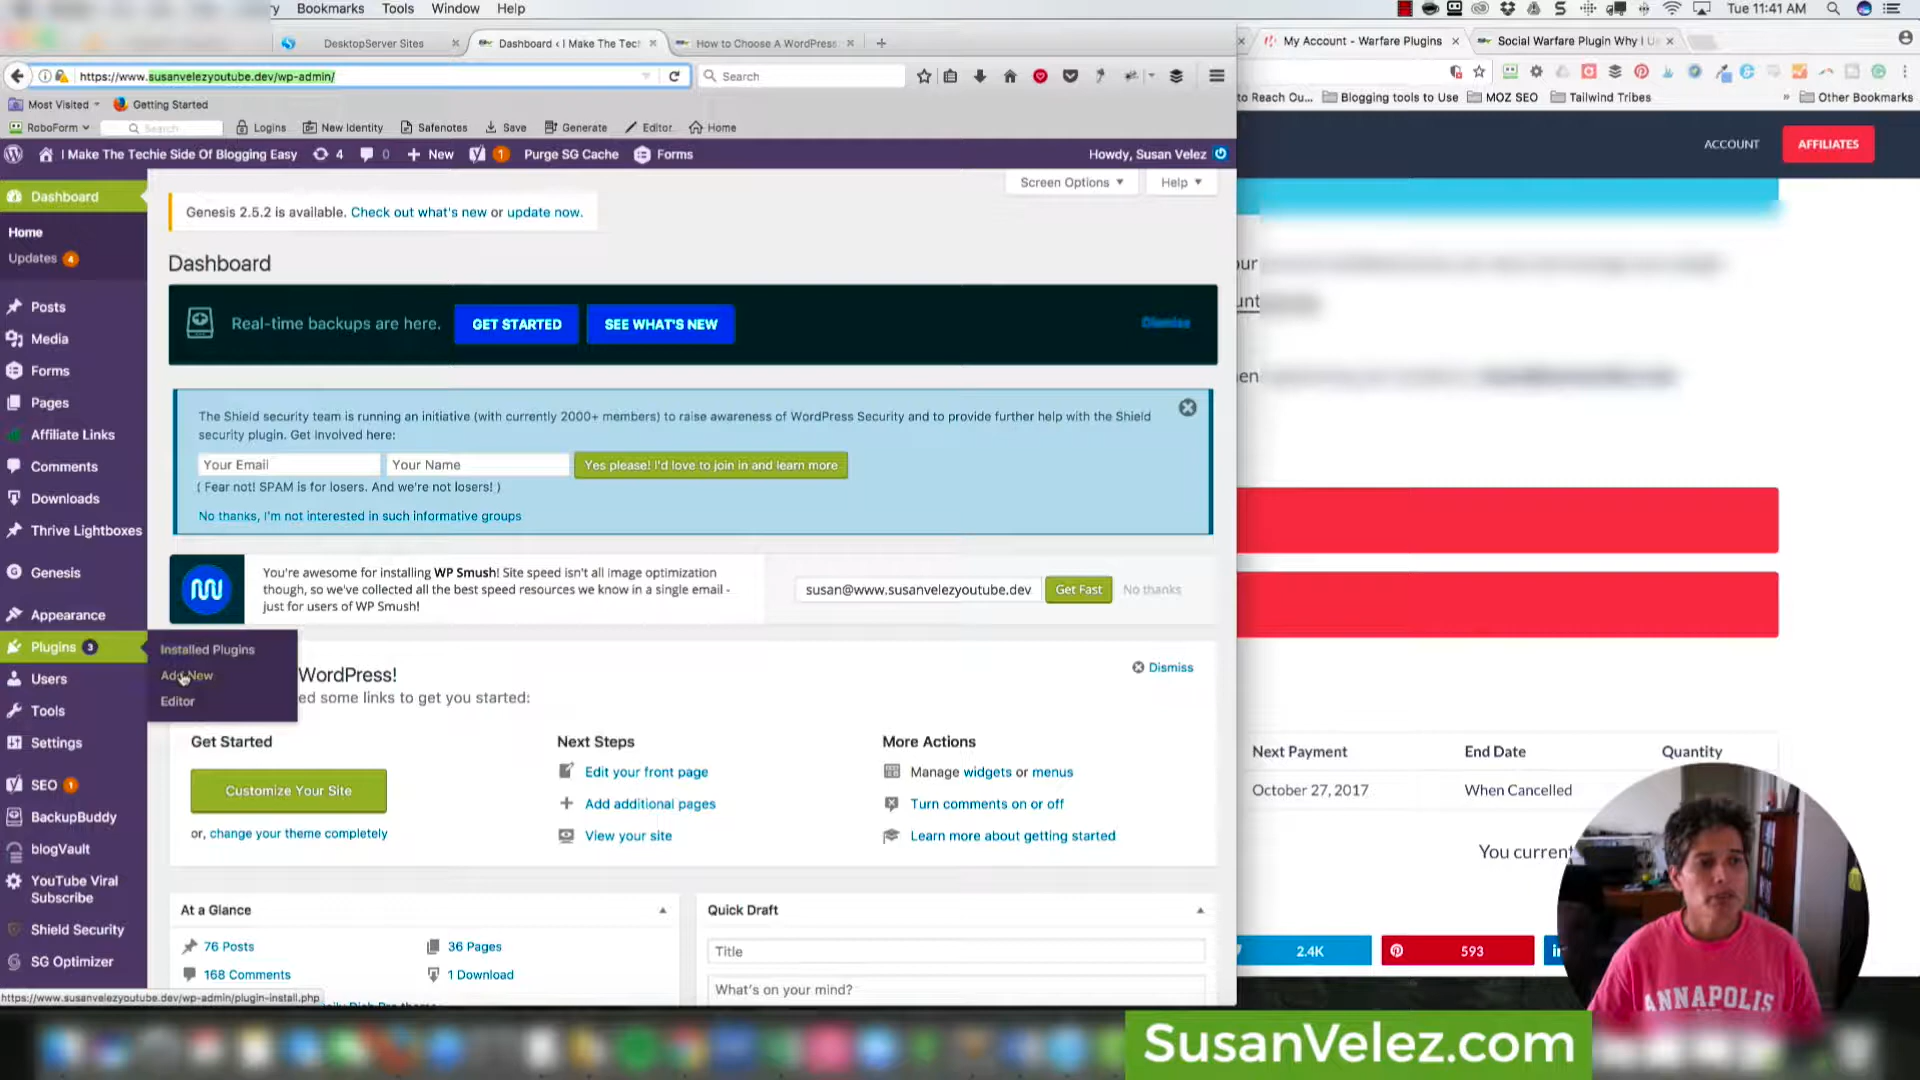 Bookmarks Tools Window Help
Tue 11:41 AM
DesktopServer Sites
Dashboard ‹ I Make The Tec
How to Choose A WordPress
My Account - Warfare Plugins
Social Warfare Plugin Why I U
https://www.susanvelezyoutube.dev/wp-admin/
Search
Most Visited
Getting Started
to Reach Ou...
Blogging tools to Use
MOZ SEO
Tailwind Tribes
Other Bookmarks
RoboForm
Search
Logins
New Identity
Safenotes
Save
Generate
Editor
Home
I Make The Techie Side Of Blogging Easy
4
0
New
1
Purge SG Cache
Forms
Howdy, Susan Velez
ACCOUNT
AFFILIATES
Screen Options
Help
Dashboard
Home
Updates 4
Posts
Media
Forms
Pages
Affiliate Links
Comments
Downloads
Thrive Lightboxes
Genesis
Appearance
Plugins 3
Users
Tools
Settings
SEO 1
BackupBuddy
blogVault
YouTube Viral
Subscribe
Shield Security
SG Optimizer
Installed Plugins
Add New
Editor
Genesis 2.5.2 is available. Check out what's new or update now.
Dashboard
Real-time backups are here.
GET STARTED
SEE WHAT'S NEW
Dismiss
The Shield security team is running an initiative (with currently 2000+ members) to raise awareness of WordPress Security and to provide further help with the Shield
security plugin. Get Involved here:
Your Email
Your Name
Yes please! I'd love to join in and learn more
( Fear not! SPAM is for losers. And we're not losers! )
No thanks, I'm not interested in such informative groups
You're awesome for installing WP Smush! Site speed isn't all image optimization
though, so we've collected all the best speed resources we know in a single email -
just for users of WP Smush!
susan@www.susanvelezyoutube.dev
Get Fast
No thanks
WordPress!
ed some links to get you started:
Dismiss
Get Started
Customize Your Site
or, change your theme completely
Next Steps
Edit your front page
Add additional pages
View your site
More Actions
Manage widgets or menus
Turn comments on or off
Learn more about getting started
At a Glance
76 Posts
36 Pages
168 Comments
1 Download
Quick Draft
Title
What's on your mind?
https://www.susanvelezyoutube.dev/wp-admin/plugin-install.php
Next Payment
End Date
Quantity
October 27, 2017
When Cancelled
You current
2.4K
593
in
ANNAPOLIS
SusanVelez.com